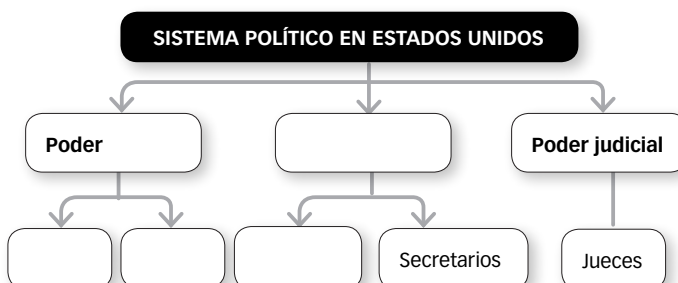 SISTEMA POLÍTICO EN ESTADOS UNIDOS
Poder
Poder judicial
Secretarios
Jueces